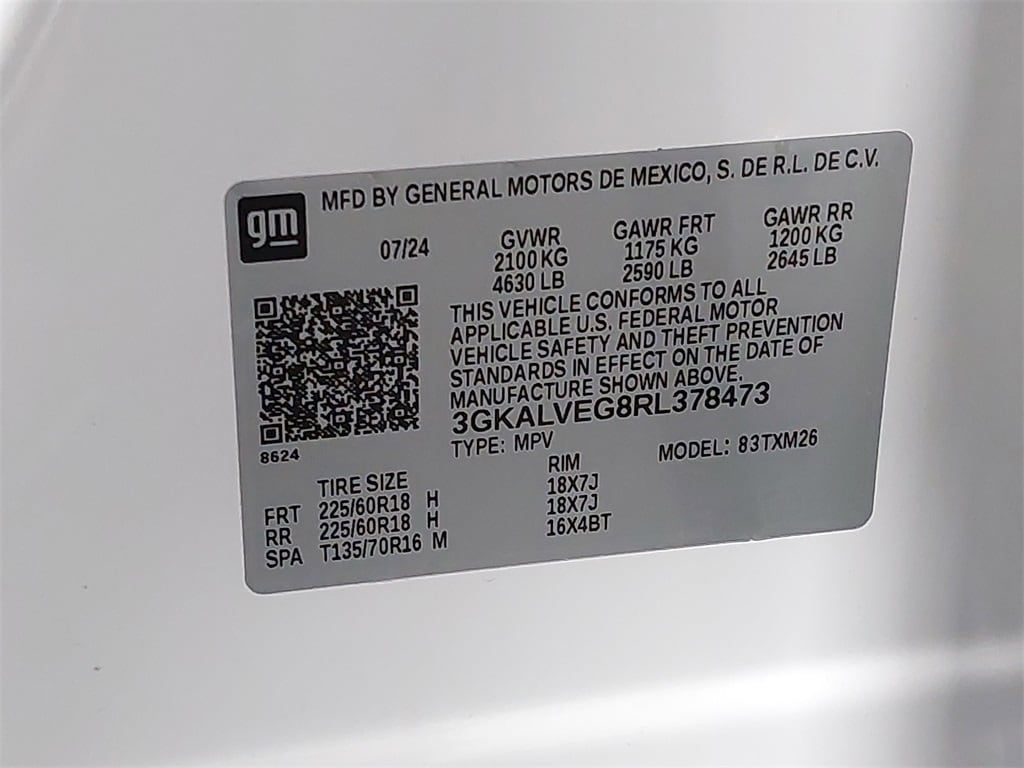 gm
MFD BY GENERAL MOTORS DE MEXICO, S. DE R.L. DE C.V.
07/24
GVWR
2100 KG
4630 LB
GAWR FRT
1175 KG
2590 LB
GAWR RR
1200 KG
2645 LB
THIS VEHICLE CONFORMS TO ALL
APPLICABLE U.S. FEDERAL MOTOR
VEHICLE SAFETY AND THEFT PREVENTION
STANDARDS IN EFFECT ON THE DATE OF
MANUFACTURE SHOWN ABOVE.
3GKALVEG8RL378473
8624
TYPE: MPV MODEL: 83TXM26
TIRE SIZE RIM
FRT 225/60R18 H 18X7J
RR 225/60R18 H 18X7J
SPA T135/70R16 M 16X4BT